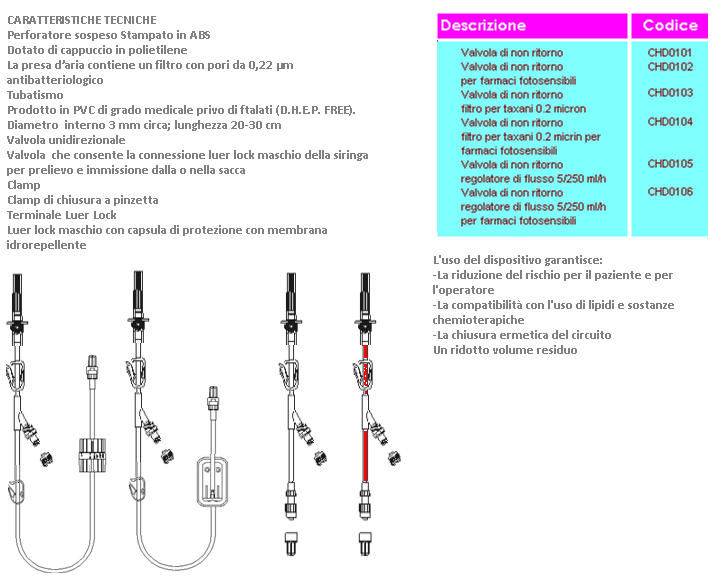 CARATTERISTICHE TECNICHE
Perforatore sospeso Stampato in ABS
Dotato di cappuccio in polietilene
La presa d’aria contiene un filtro con pori da 0,22 µm
antibatteriologico
Tubatismo
Prodotto in PVC di grado medicale privo di ftalati (D.H.E.P. FREE).
Diametro interno 3 mm circa; lunghezza 20-30 cm
Valvola unidirezionale
Valvola che consente la connessione luer lock maschio della siringa
per prelievo e immissione dalla o nella sacca
Clamp
Clamp di chiusura a pinzetta
Terminale Luer Lock
Luer lock maschio con capsula di protezione con membrana
idrorepellente
Descrizione Codice
Valvola di non ritorno CHD0101
Valvola di non ritorno CHD0102
per farmaci fotosensibili
Valvola di non ritorno CHD0103
filtro per taxani 0.2 micron
Valvola di non ritorno CHD0104
filtro per taxani 0.2 micrin per
farmaci fotosensibili
Valvola di non ritorno CHD0105
regolatore di flusso 5/250 ml/h
Valvola di non ritorno CHD0106
regolatore di flusso 5/250 ml/h
per farmaci fotosensibili
L'uso del dispositivo garantisce:
-La riduzione del rischio per il paziente e per
l'operatore
-La compatibilità con l'uso di lipidi e sostanze
chemioterapiche
-La chiusura ermetica del circuito
Un ridotto volume residuo